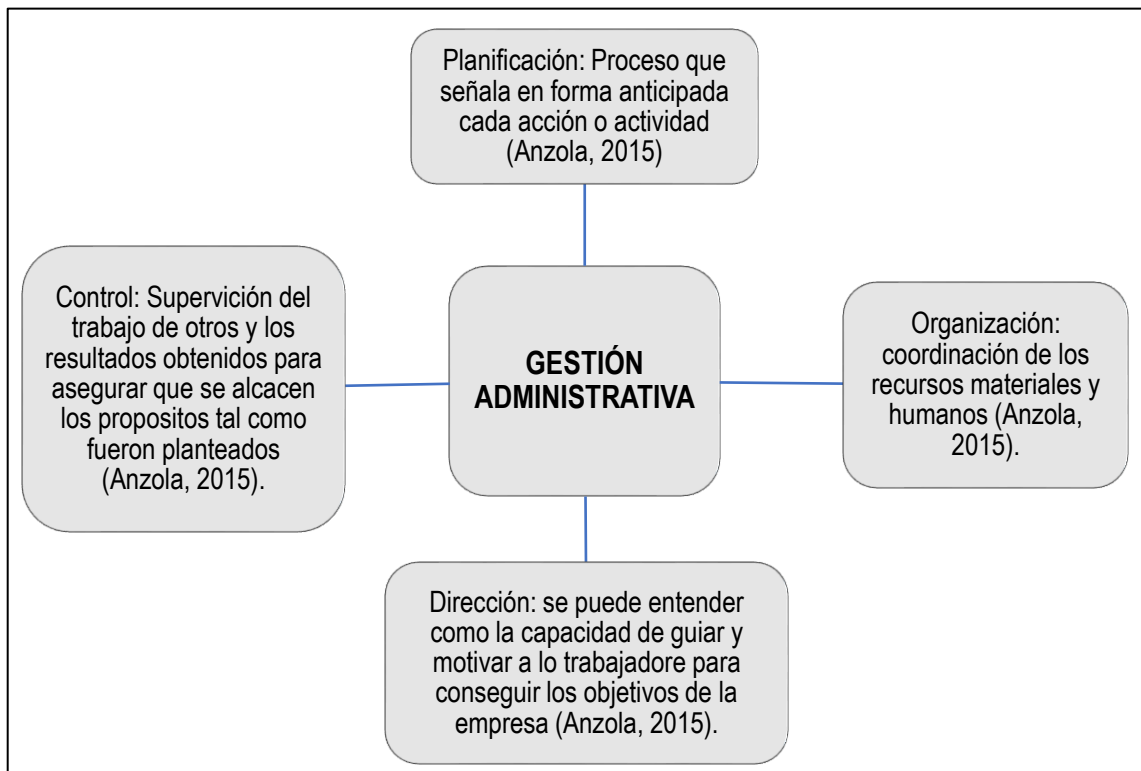 Planificación: Proceso que
señala en forma anticipada
cada acción o actividad
(Anzola, 2015)
Control: Supervición del
trabajo de otros y los
resultados obtenidos para
asegurar que se alcacen
los propositos tal como
fueron planteados
(Anzola, 2015).
GESTIÓN
ADMINISTRATIVA
Organización:
coordinación de los
recursos materiales y
humanos (Anzola,
2015).
Dirección: se puede entender
como la capacidad de guiar y
motivar a lo trabajadore para
conseguir los objetivos de la
empresa (Anzola, 2015).